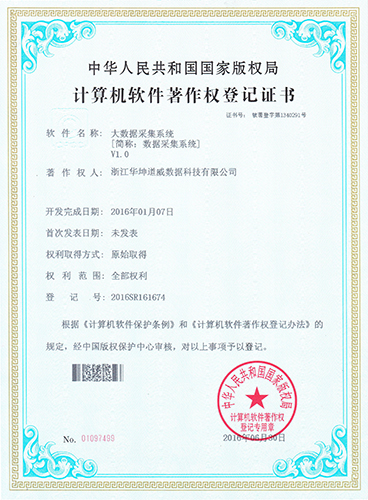 中华人民共和国国家版权局
计算机软件著作权登记证书
证书号： 软著登字第1340291号
软件名称： 大数据采集系统
[简称：数据采集系统]
V1.0
著作权人： 浙江华坤道威数据科技有限公司
开发完成日期： 2016年01月07日
首次发表日期： 未发表
权利取得方式： 原始取得
权利范围： 全部权利
登记号： 2016SR161674
根据《计算机软件保护条例》和《计算机软件著作权登记办法》的
规定，经中国版权保护中心审核，对以上事项予以登记。
中华人民共和国国家版权局
计算机软件著作权
登记专用章
No. 01097499
2016年06月30日